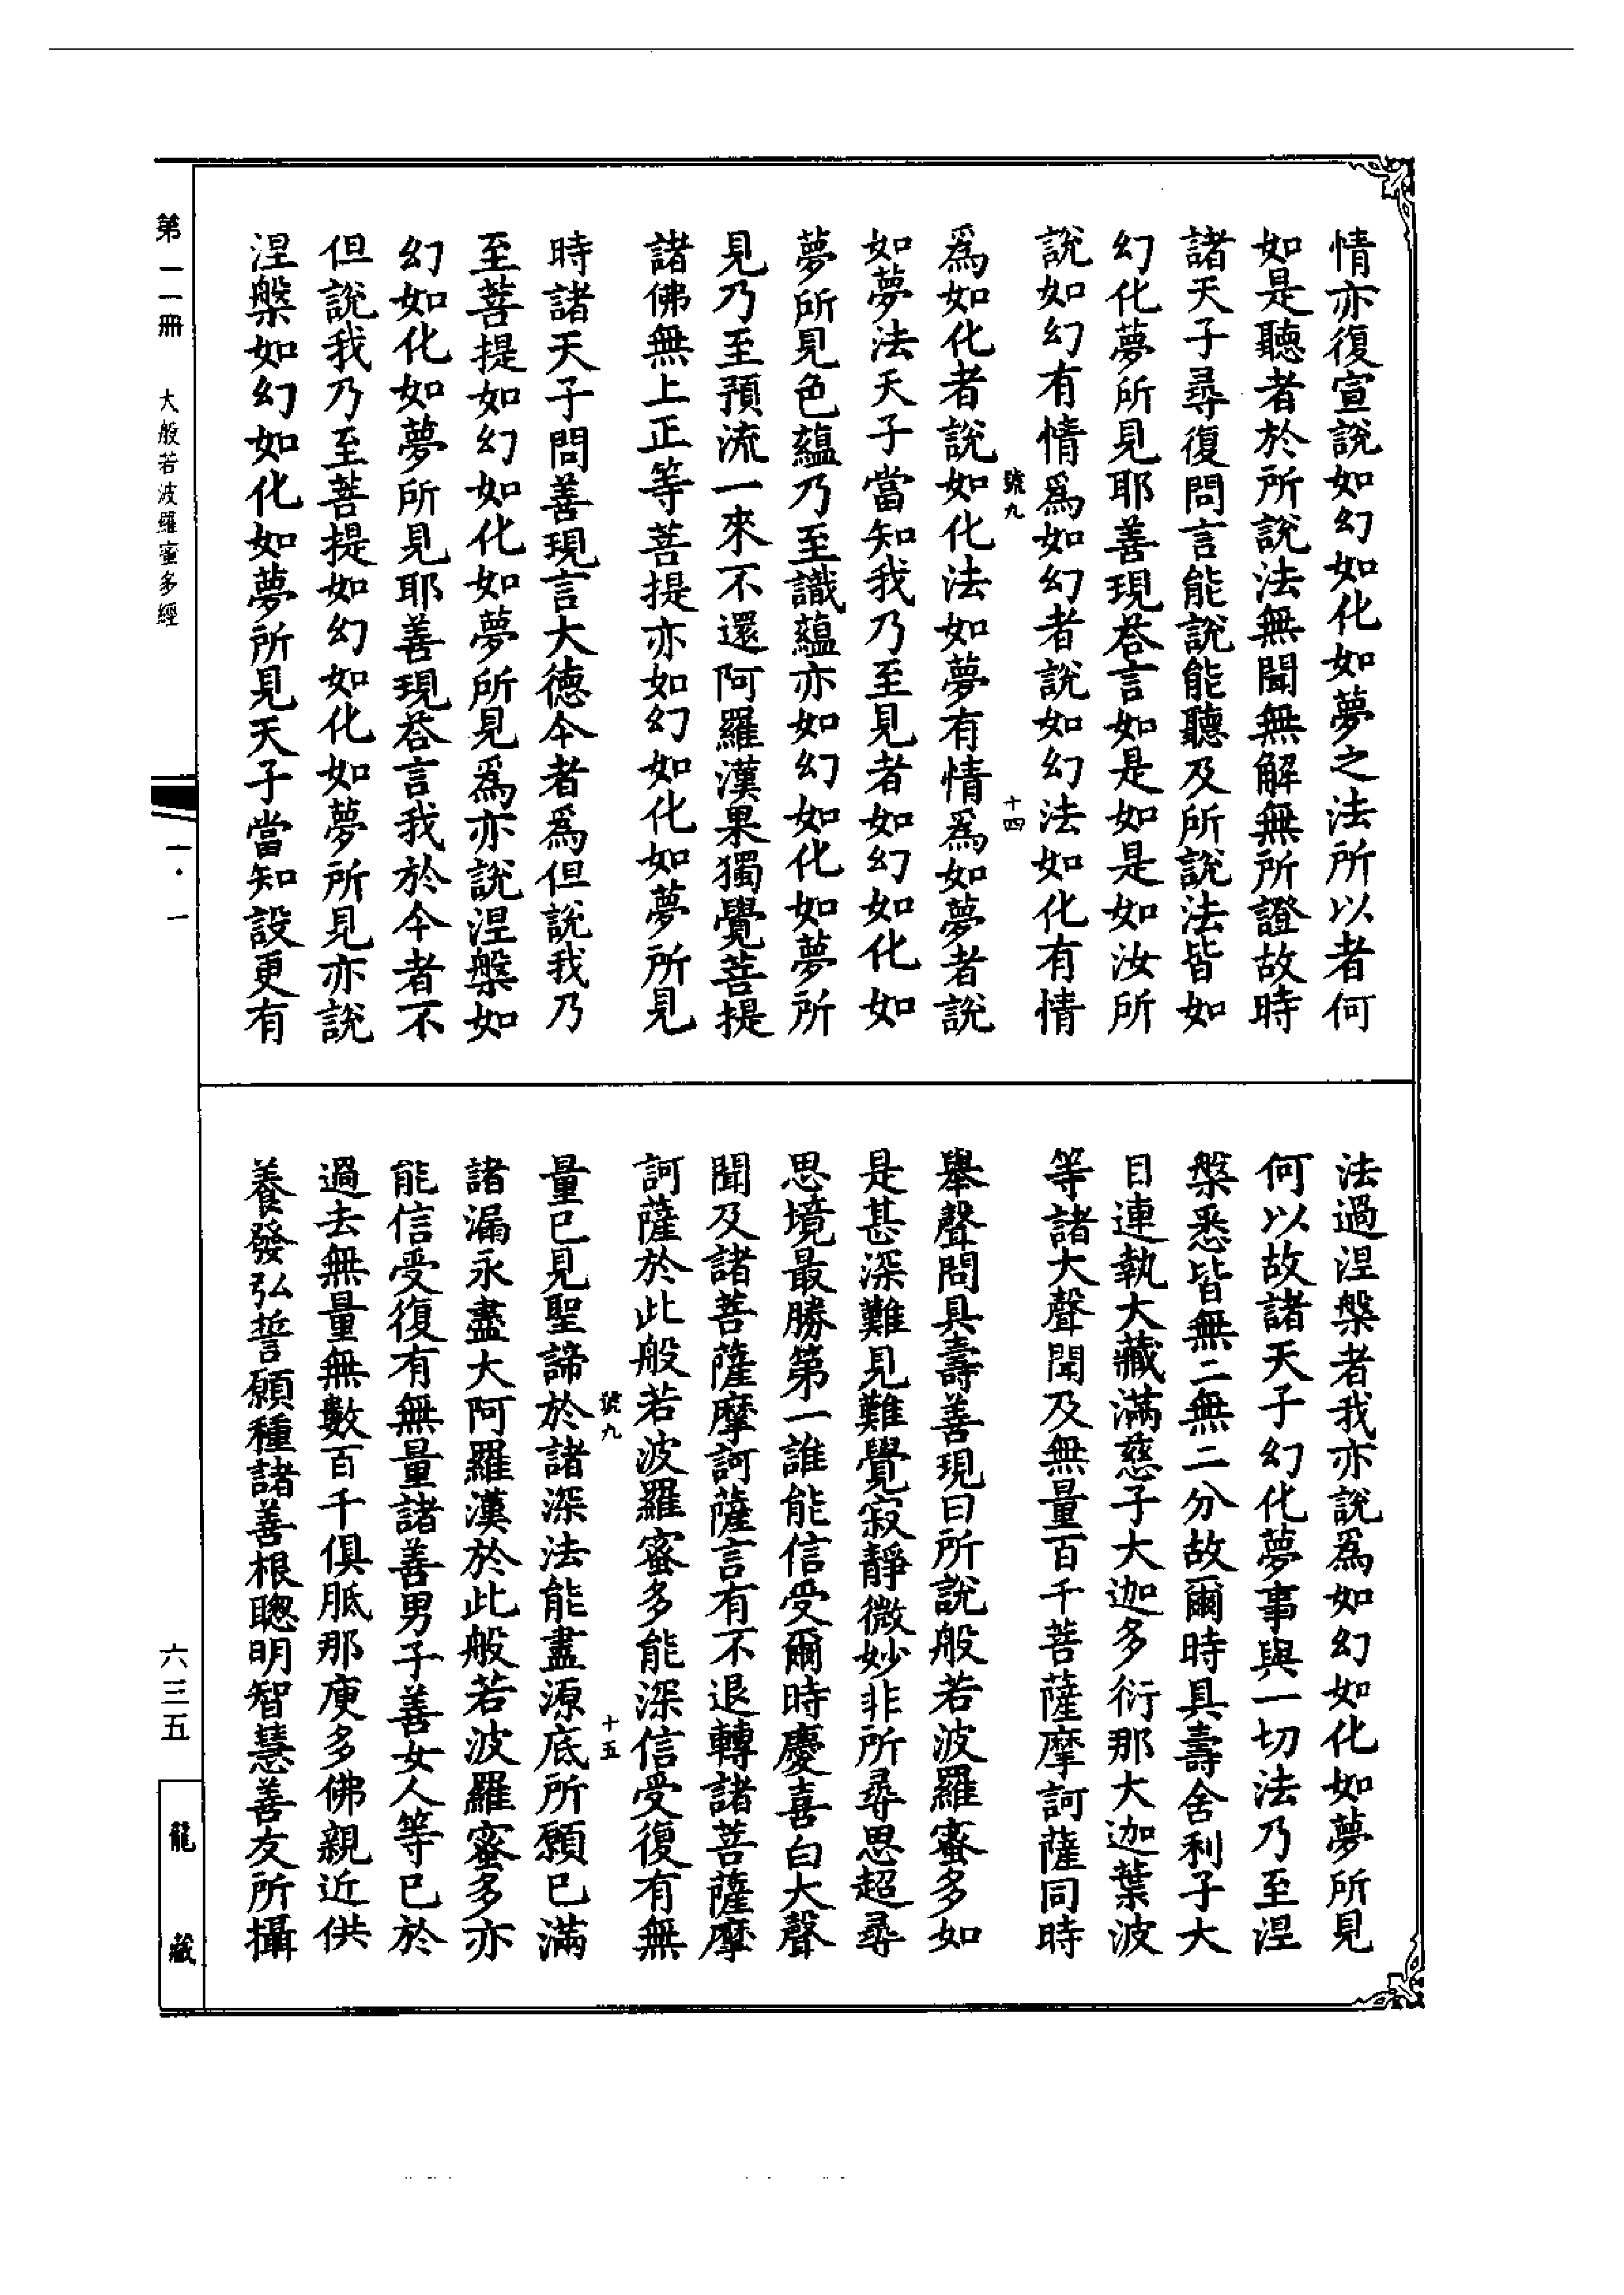 情亦復宣說如幻如化如夢之法所以者何
如是聽者於所說法無聞無解無所證故時
諸天子尋復問言能說能聽及所說法皆如
幻化夢所見耶善現荅言如是如是如汝所
說如幻有情爲如幻者說如幻法如化有情
號九 十四
爲如化者說如化法如夢有情爲如夢者說
如夢法天子當知我乃至見者如幻如化如
夢所見色蘊乃至識蘊亦如幻如化如夢所
見乃至預流一來不還阿羅漢果獨覺菩提
諸佛無上正等菩提亦如幻如化如夢所見
時諸天子問善現言大德今者爲但說我乃
至菩提如幻如化如夢所見爲亦說涅槃如
幻如化如夢所見耶善現荅言我於今者不
但說我乃至菩提如幻如化如夢所見亦說
涅槃如幻如化如夢所見天子當知設更有
法過涅槃者我亦說爲如幻如化如夢所見
何以故諸天子幻化夢事與一切法乃至涅
槃悉皆無二無二分故爾時具壽舍利子大
目連執大藏滿慈子大迦多衍那大迦葉波
等諸大聲聞及無量百千菩薩摩訶薩同時
舉聲問具壽善現曰所說般若波羅蜜多如
是甚深難見難覺寂靜微妙非所尋思超尋
思境最勝第一誰能信受爾時慶喜白大聲
聞及諸菩薩摩訶薩言有不退轉諸菩薩摩
訶薩於此般若波羅蜜多能深信受復有無
號九 十五
量已見聖諦於諸深法能盡源底所願已滿
諸漏永盡大阿羅漢於此般若波羅蜜多亦
能信受復有無量諸善男子善女人等已於
過去無量無數百千俱胝那庾多佛親近供
養發弘誓願種諸善根聰明智慧善友所攝
第二冊 大般若波羅蜜多經 一·一 六三五 龍藏